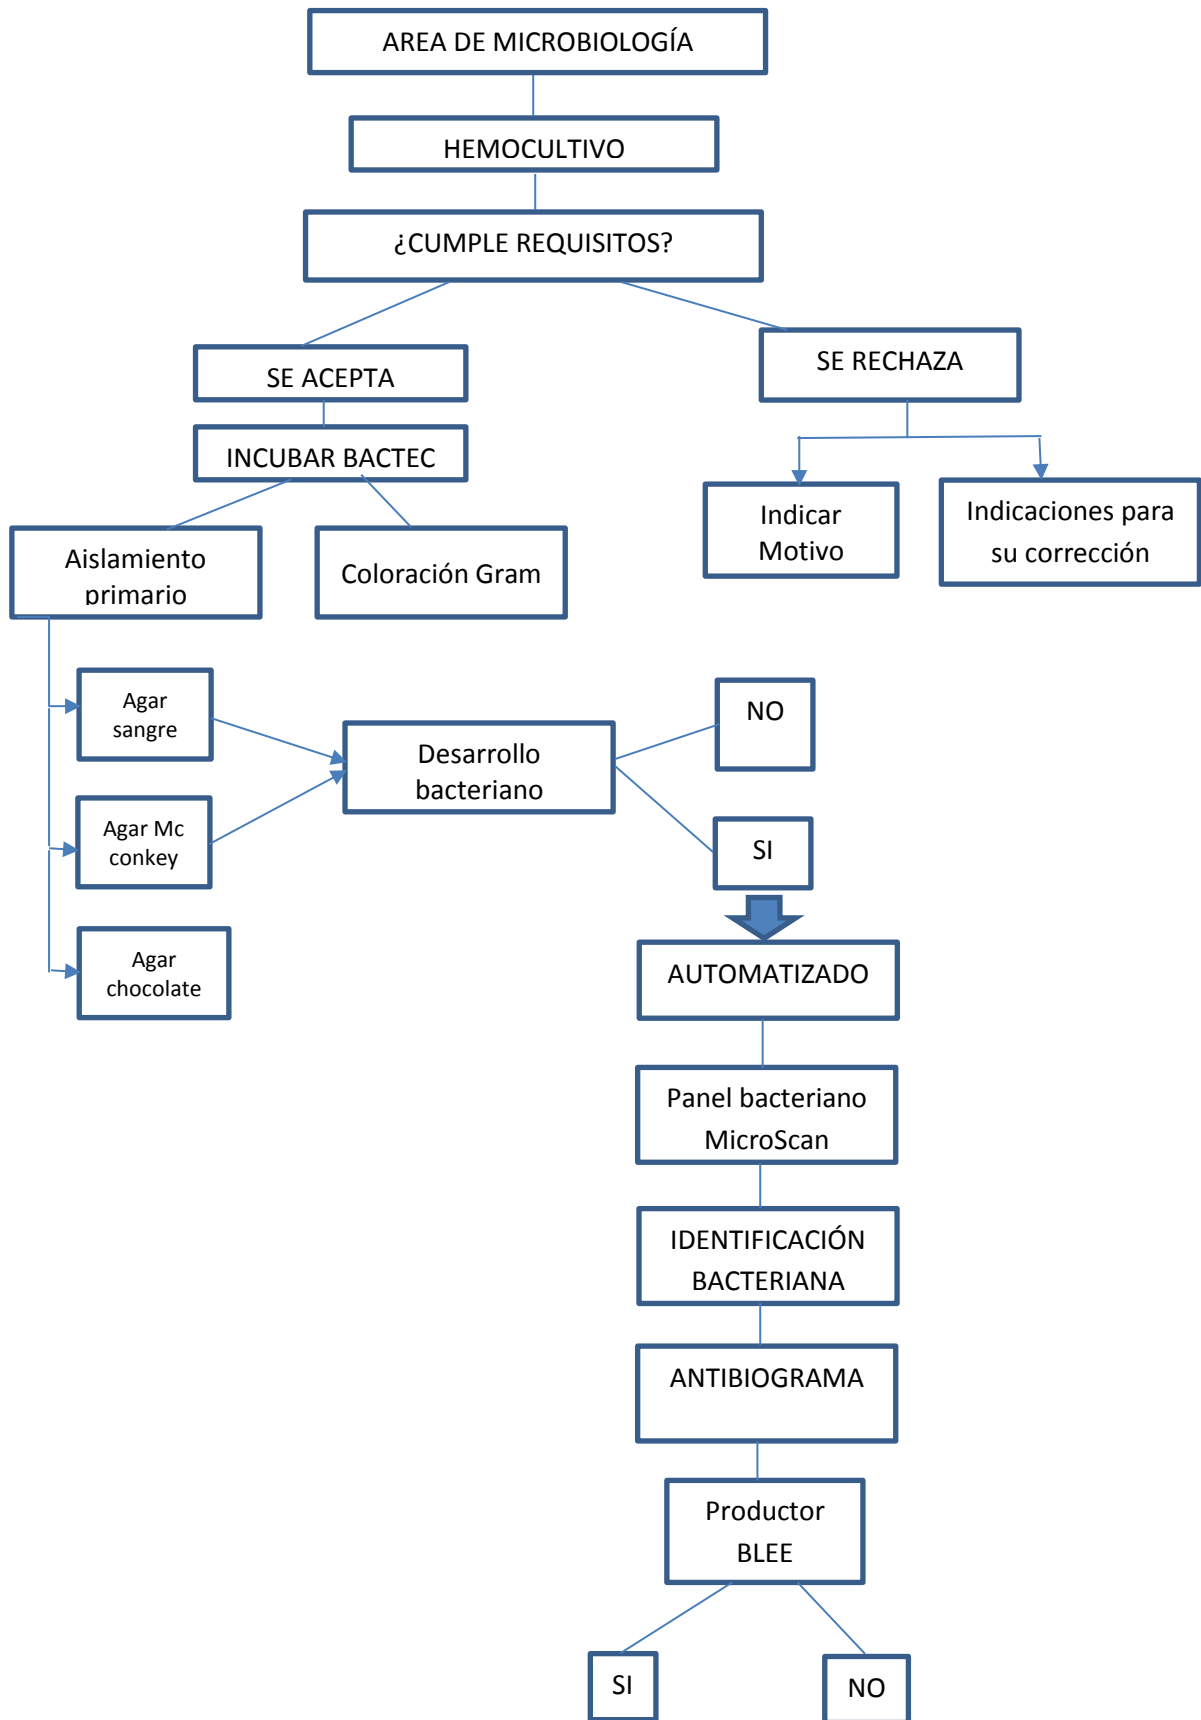 AREA DE MICROBIOLOGÍA
HEMOCULTIVO
¿CUMPLE REQUISITOS?
SE ACEPTA
SE RECHAZA
INCUBAR BACTEC
Indicar
Motivo
Indicaciones para
su corrección
Aislamiento
primario
Coloración Gram
Agar
sangre
Desarrollo
bacteriano
NO
Agar Mc
conkey
SI
Agar
chocolate
AUTOMATIZADO
Panel bacteriano
MicroScan
IDENTIFICACIÓN
BACTERIANA
ANTIBIOGRAMA
Productor
BLEE
SI
NO